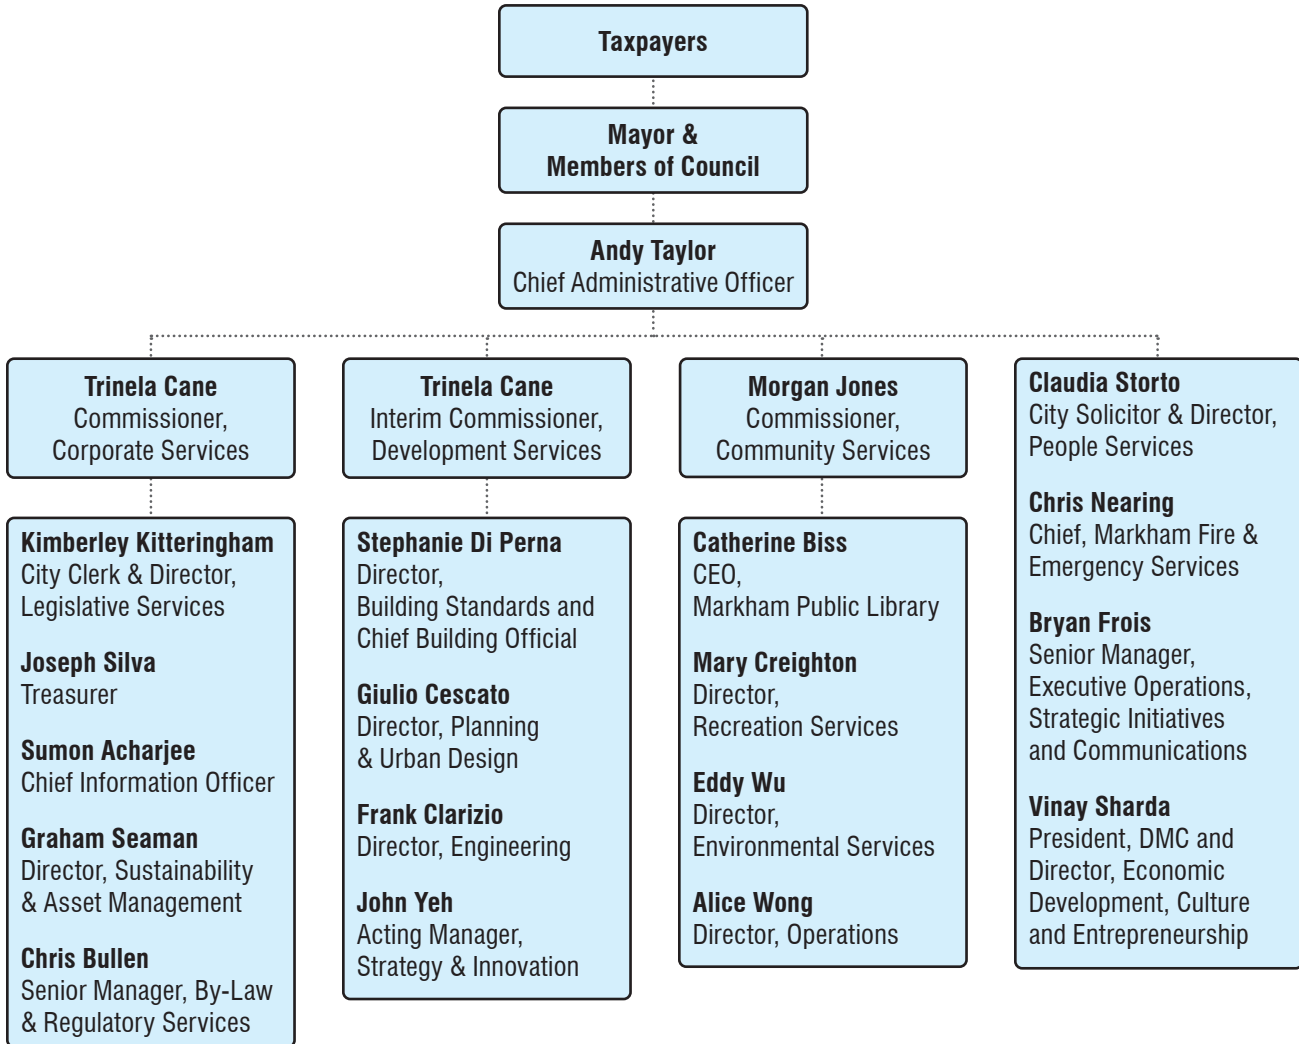 Taxpayers
Mayor &
Members of Council
Andy Taylor
Chief Administrative Officer
Trinela Cane
Commissioner,
Corporate Services
Kimberley Kitteringham
City Clerk & Director,
Legislative Services
Joseph Silva
Treasurer
Sumon Acharjee
Chief Information Officer
Graham Seaman
Director, Sustainability
& Asset Management
Chris Bullen
Senior Manager, By-Law
& Regulatory Services
Trinela Cane
Interim Commissioner,
Development Services
Stephanie Di Perna
Director,
Building Standards and
Chief Building Official
Giulio Cescato
Director, Planning
& Urban Design
Frank Clarizio
Director, Engineering
John Yeh
Acting Manager,
Strategy & Innovation
Morgan Jones
Commissioner,
Community Services
Catherine Biss
CEO,
Markham Public Library
Mary Creighton
Director,
Recreation Services
Eddy Wu
Director,
Environmental Services
Alice Wong
Director, Operations
Claudia Storto
City Solicitor & Director,
People Services
Chris Nearing
Chief, Markham Fire &
Emergency Services
Bryan Frois
Senior Manager,
Executive Operations,
Strategic Initiatives
and Communications
Vinay Sharda
President, DMC and
Director, Economic
Development, Culture
and Entrepreneurship